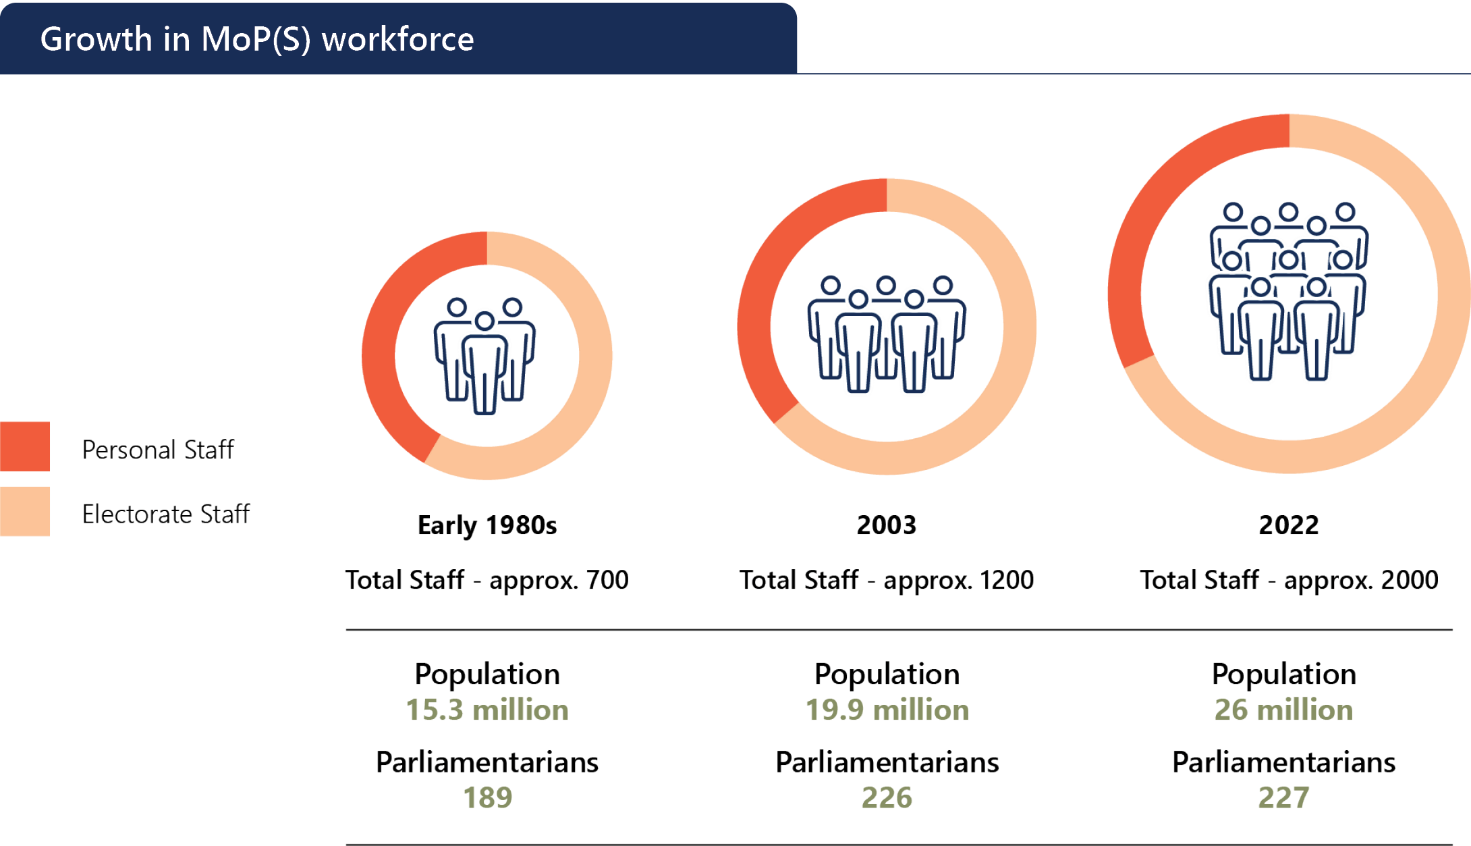 Growth in MoP(S) workforce
Personal Staff
Electorate Staff
Early 1980s
Total Staff - approx. 700
Population
15.3 million
Parliamentarians
189
2003
Total Staff - approx. 1200
Population
19.9 million
Parliamentarians
226
2022
Total Staff - approx. 2000
Population
26 million
Parliamentarians
227